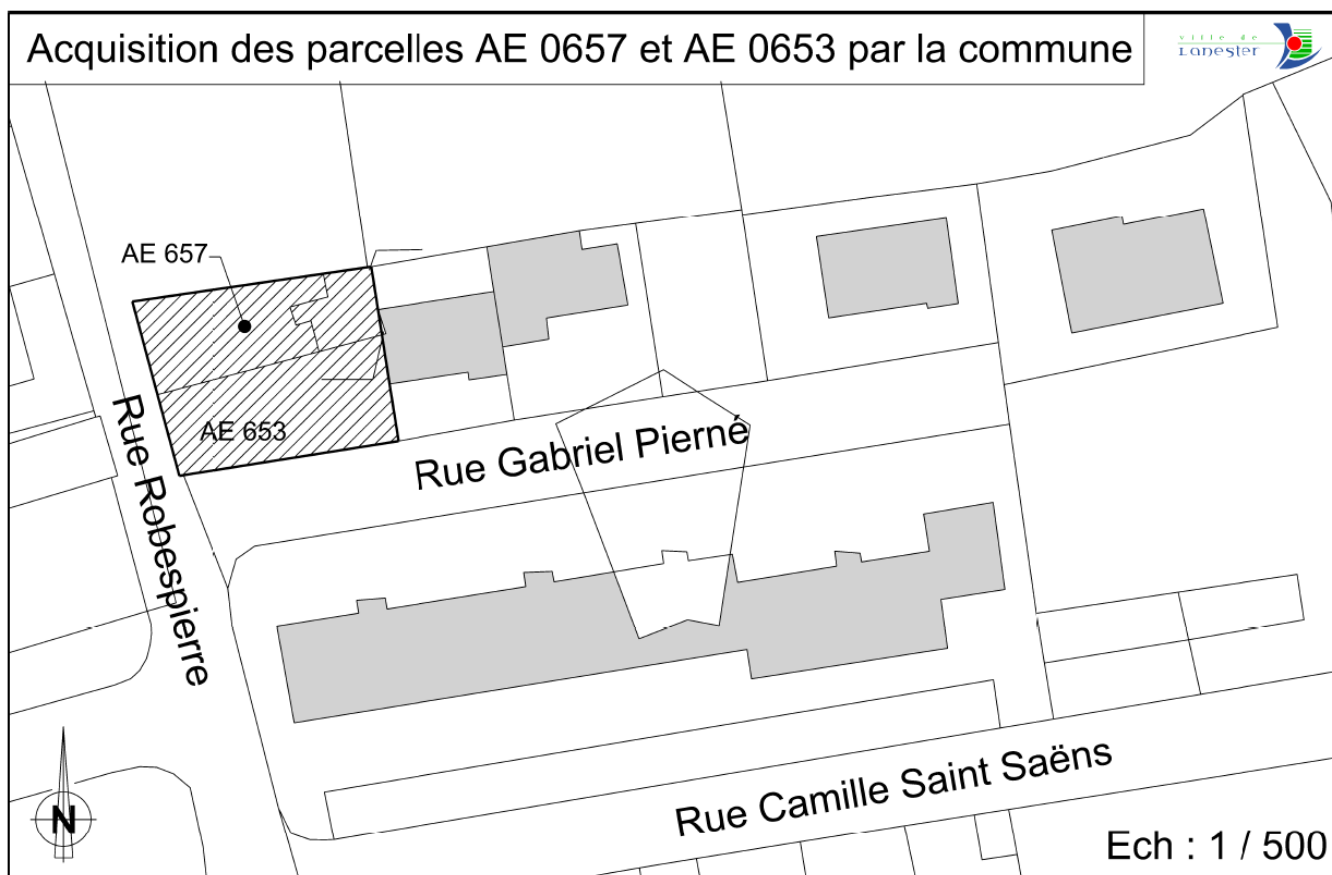 Acquisition des parcelles AE 0657 et AE 0653 par la commune
ville de
Lanester
AE 657
AE 653
Rue Robespierre
Rue Gabriel Pierné
Rue Camille Saint Saëns
N
Ech : 1 / 500